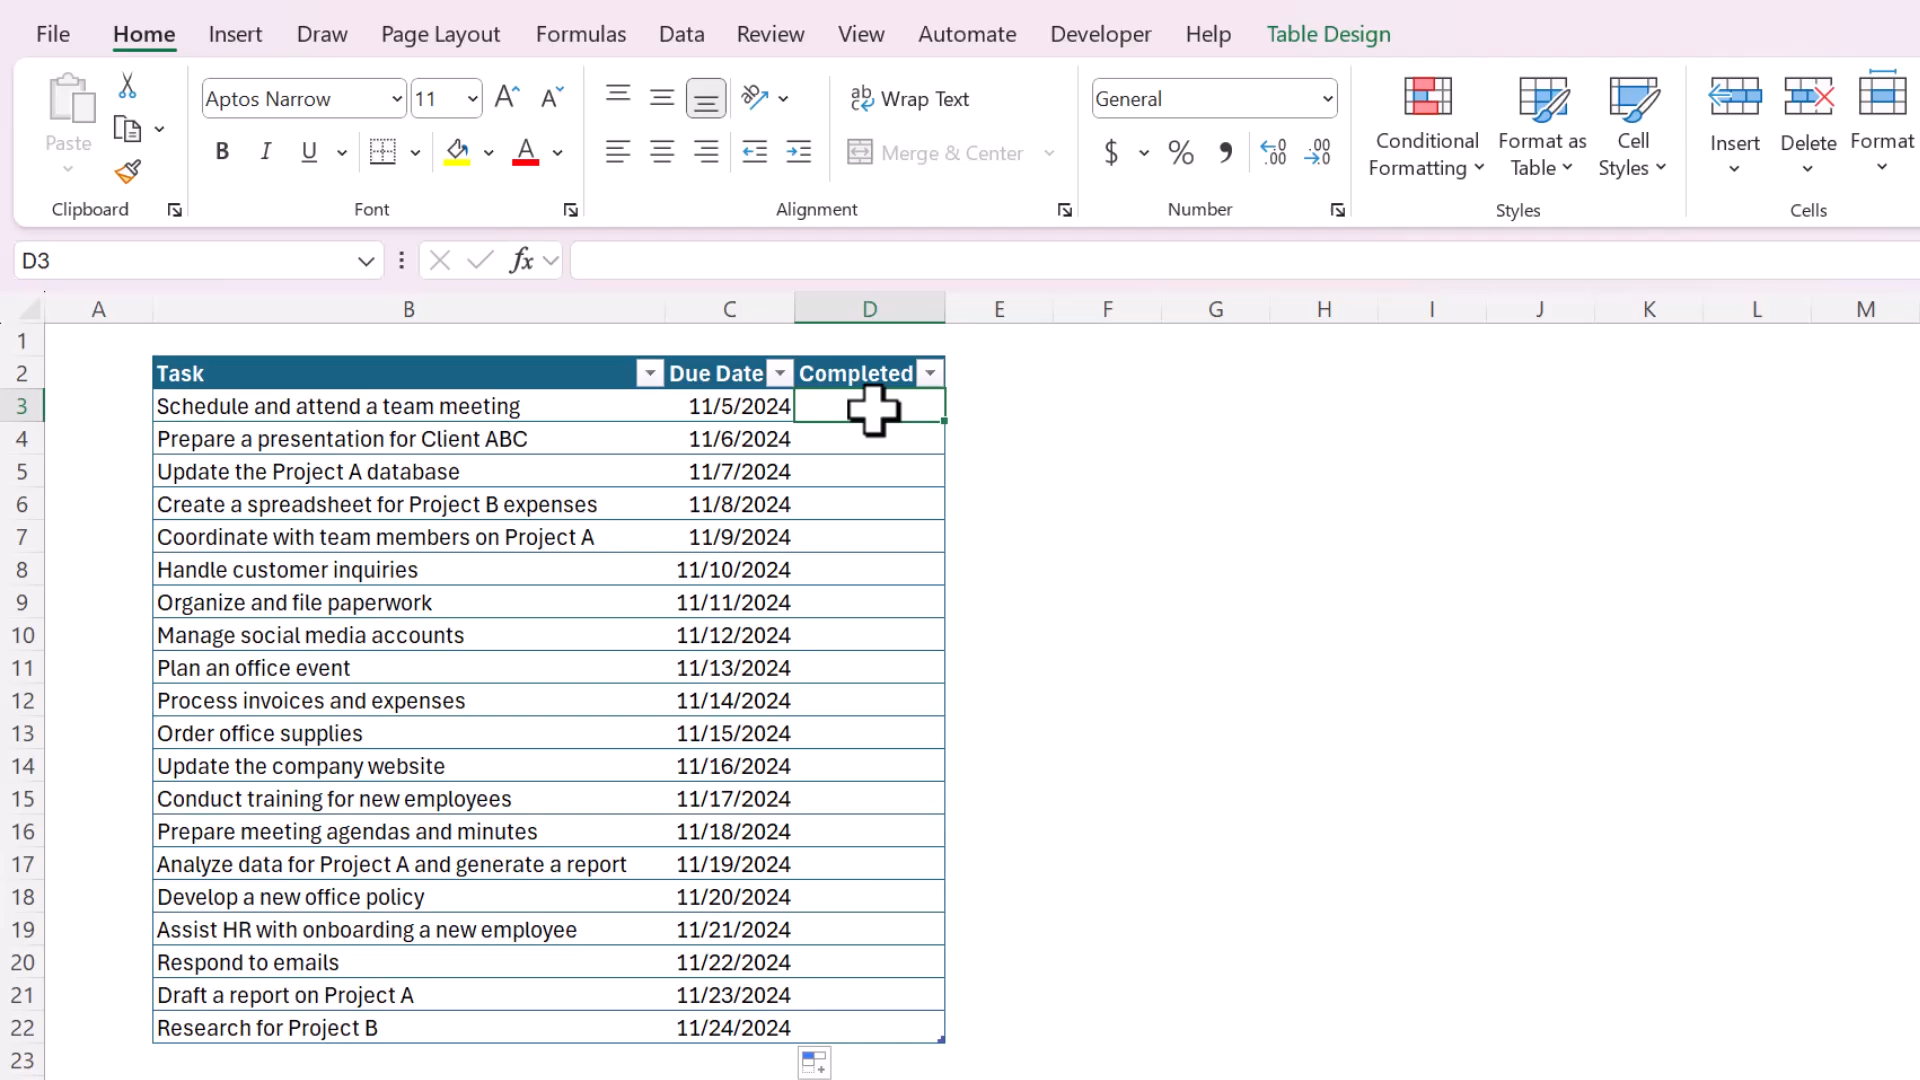 File Home Insert Draw Page Layout Formulas Data Review View Automate Developer Help Table Design
Paste
Clipboard
Aptos Narrow 11 A A
B I U A
Font
ab Wrap Text
Merge & Center
Alignment
General
$ % , .00 .00
Number
Conditional Formatting
Format as Table
Cell Styles
Styles
Insert Delete Format
Cells
D3 fx
A B C D E F G H I J K L M
1
2 Task Due Date Completed
3 Schedule and attend a team meeting 11/5/2024
4 Prepare a presentation for Client ABC 11/6/2024
5 Update the Project A database 11/7/2024
6 Create a spreadsheet for Project B expenses 11/8/2024
7 Coordinate with team members on Project A 11/9/2024
8 Handle customer inquiries 11/10/2024
9 Organize and file paperwork 11/11/2024
10 Manage social media accounts 11/12/2024
11 Plan an office event 11/13/2024
12 Process invoices and expenses 11/14/2024
13 Order office supplies 11/15/2024
14 Update the company website 11/16/2024
15 Conduct training for new employees 11/17/2024
16 Prepare meeting agendas and minutes 11/18/2024
17 Analyze data for Project A and generate a report 11/19/2024
18 Develop a new office policy 11/20/2024
19 Assist HR with onboarding a new employee 11/21/2024
20 Respond to emails 11/22/2024
21 Draft a report on Project A 11/23/2024
22 Research for Project B 11/24/2024
23